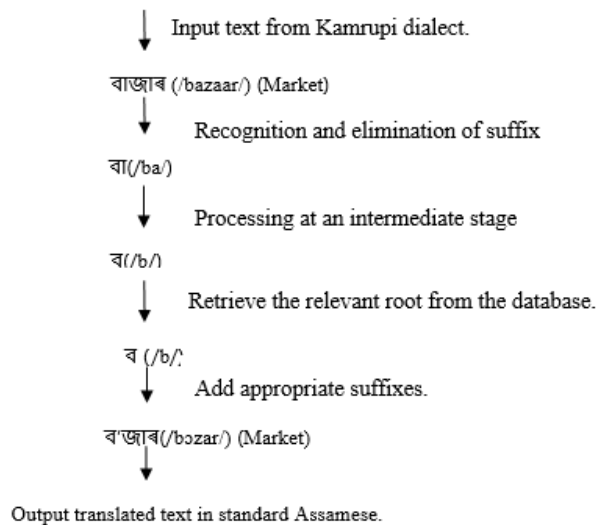 Input text from Kamrupi dialect.
বাজাৰ (/bazaar/) (Market)
Recognition and elimination of suffix
বা(/ba/)
Processing at an intermediate stage
ব(/b/)
Retrieve the relevant root from the database.
ব (/b/)
Add appropriate suffixes.
ব'জাৰ(/bɔzar/) (Market)
Output translated text in standard Assamese.